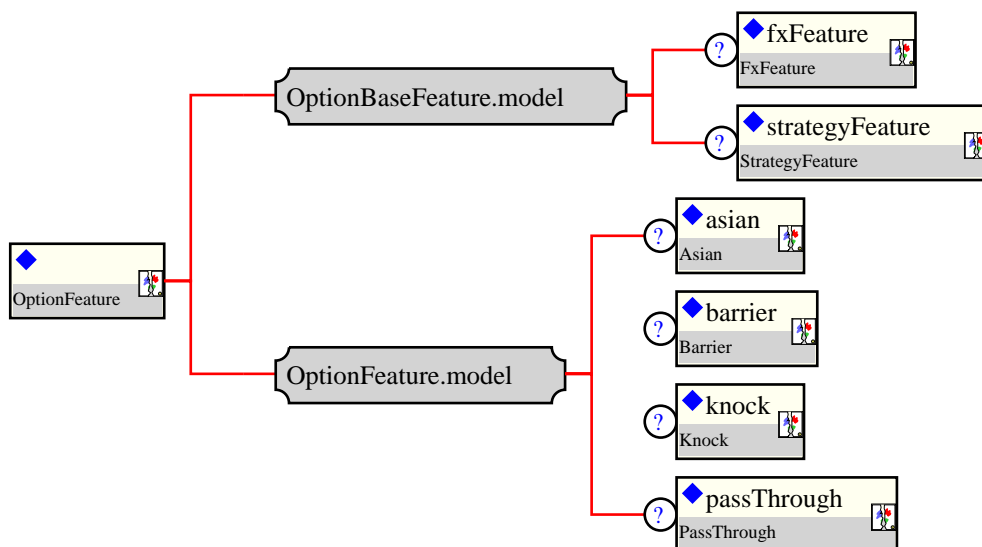 OptionFeature
OptionBaseFeature.model
?
fxFeature
FxFeature
?
strategyFeature
StrategyFeature
OptionFeature.model
?
asian
Asian
?
barrier
Barrier
?
knock
Knock
?
passThrough
PassThrough